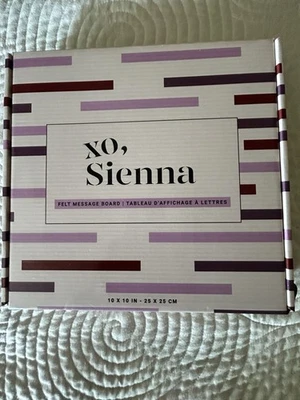 xo,
Sienna
FELT MESSAGE BOARD | TABLEAU D'AFFICHAGE À LETTRES
10 X 10 IN - 25 X 25 CM